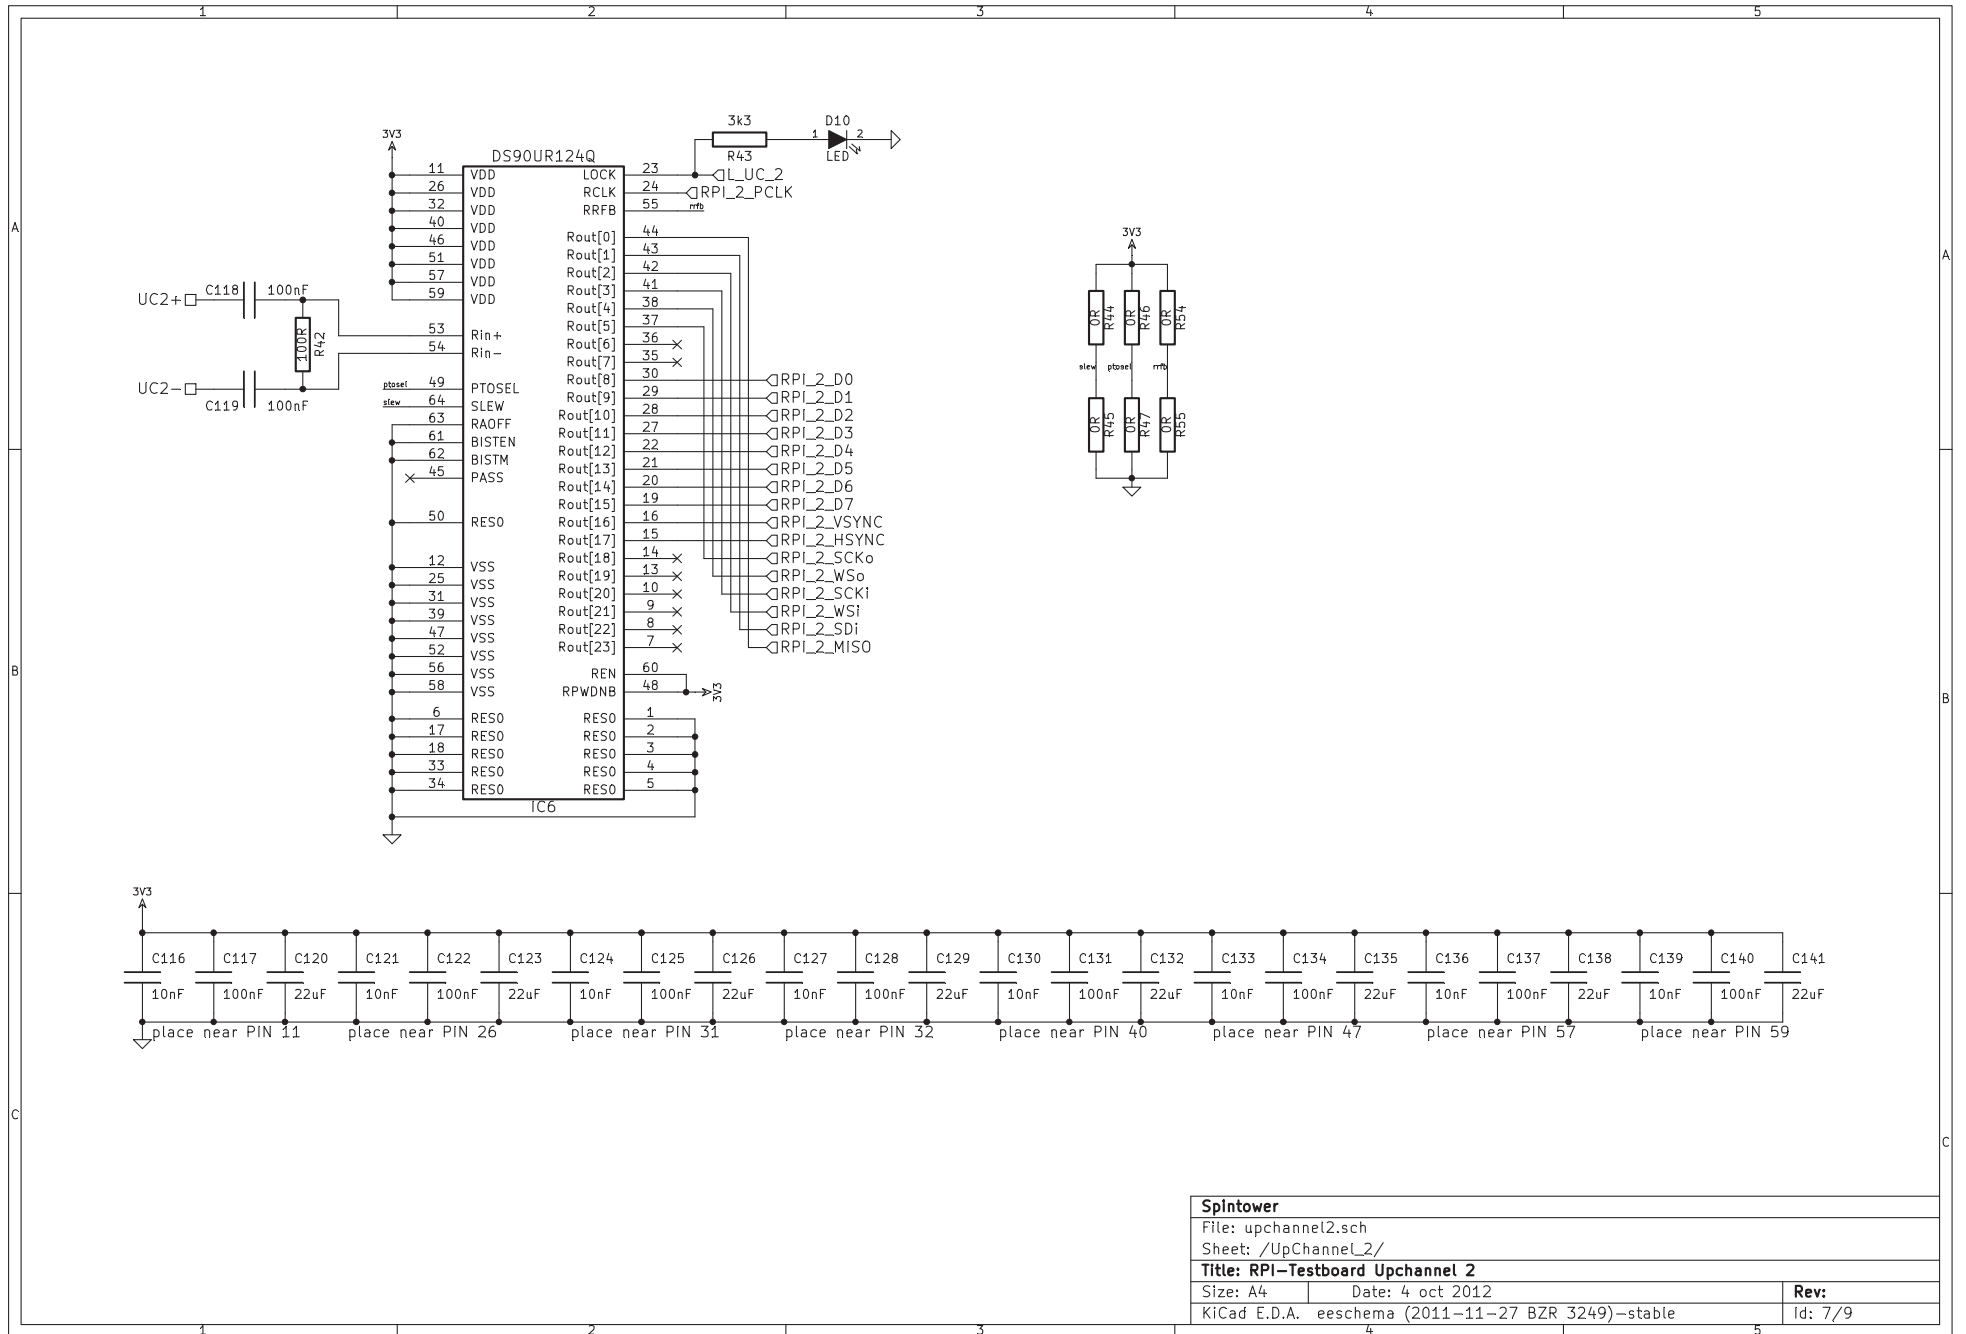 1 2 3 4 5
3k3 D10
3V3 1 2
DS90UR124Q R43 LED
11 VDD LOCK 23 L_UC_2
26 VDD RCLK 24 RPI_2_PCLK
32 VDD RRFB 55 rrfb
40 VDD
A
46 VDD Rout[0] 44
51 VDD Rout[1] 43
57 VDD Rout[2] 42
59 VDD Rout[3] 41
Rout[4] 38
UC2+ C118 100nF
53 Rin+ Rout[5] 37
100R R42
54 Rin- Rout[6] 36
Rout[7] 35
UC2- C119 100nF
ptosel 49 PTOSEL Rout[8] 30 RPI_2_D0
slew 64 SLEW Rout[9] 29 RPI_2_D1
63 RAOFF Rout[10] 28 RPI_2_D2
61 BISTEN Rout[11] 27 RPI_2_D3
62 BISTM Rout[12] 22 RPI_2_D4
45 PASS Rout[13] 21 RPI_2_D5
Rout[14] 20 RPI_2_D6
Rout[15] 19 RPI_2_D7
50 RES0 Rout[16] 16 RPI_2_VSYNC
Rout[17] 15 RPI_2_HSYNC
12 VSS Rout[18] 14 RPI_2_SCKo
25 VSS Rout[19] 13 RPI_2_WSo
31 VSS Rout[20] 10 RPI_2_SCKi
39 VSS Rout[21] 9 RPI_2_WSi
47 VSS Rout[22] 8 RPI_2_SDi
52 VSS Rout[23] 7 RPI_2_MISO
56 VSS REN 60
58 VSS RPWDNB 48 3V3
B
6 RES0 RES0 1
17 RES0 RES0 2
18 RES0 RES0 3
33 RES0 RES0 4
34 RES0 RES0 5
IC6
3V3
A
0R R44 0R R46 0R R54
slew ptosel rrfb
0R R45 0R R47 0R R55
B
3V3
C116 C117 C120 C121 C122 C123 C124 C125 C126 C127 C128 C129 C130 C131 C132 C133 C134 C135 C136 C137 C138 C139 C140 C141
10nF 100nF 22uF 10nF 100nF 22uF 10nF 100nF 22uF 10nF 100nF 22uF 10nF 100nF 22uF 10nF 100nF 22uF 10nF 100nF 22uF 10nF 100nF 22uF
place near PIN 11 place near PIN 26 place near PIN 31 place near PIN 32 place near PIN 40 place near PIN 47 place near PIN 57 place near PIN 59
C
C
Spintower
File: upchannel2.sch
Sheet: /UpChannel_2/
Title: RPI-Testboard Upchannel 2
Size: A4 Date: 4 oct 2012 Rev:
KiCad E.D.A. eeschema (2011-11-27 BZR 3249)-stable Id: 7/9
1 2 3 4 5